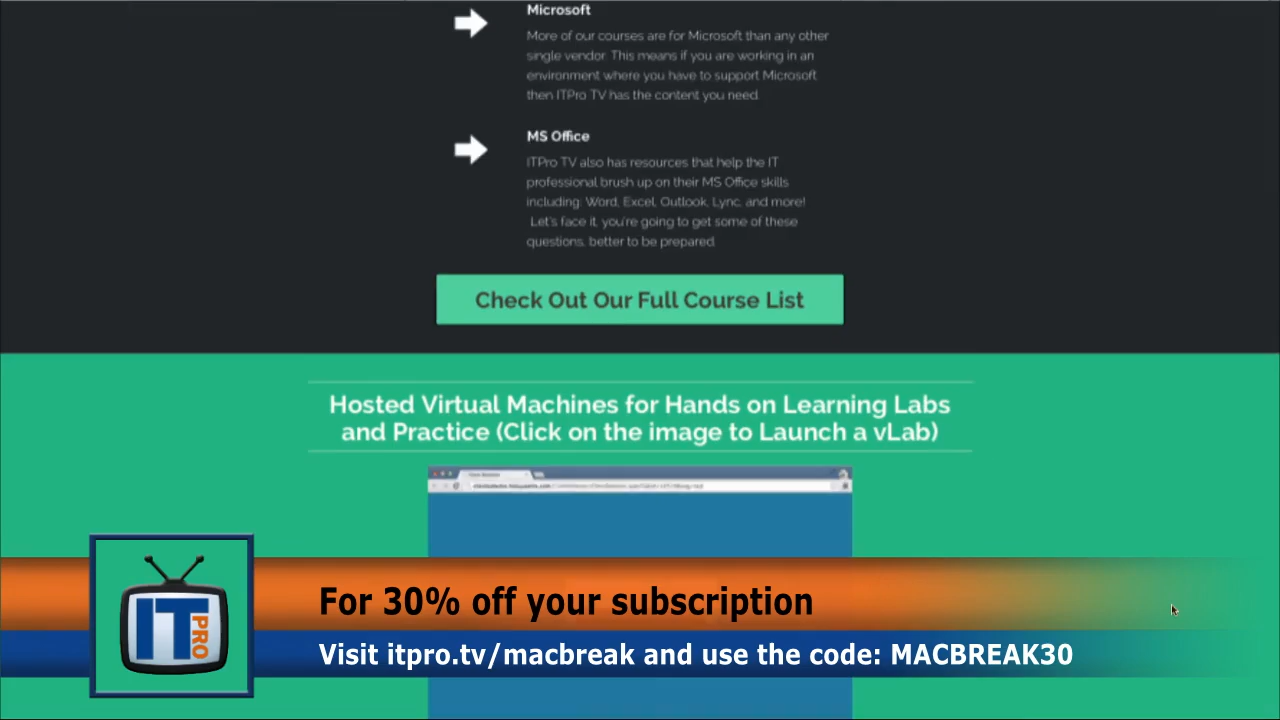 Microsoft
More of our courses are for Microsoft than any other
single vendor. This means if you are working in an
environment where you have to support Microsoft
then ITPro TV has the content you need.
MS Office
ITPro TV also has resources that help the IT
professional brush up on their MS Office skills
including: Word, Excel, Outlook, Lync, and more!
Let's face it, you're going to get some of these
questions, better to be prepared.
Check Out Our Full Course List
Hosted Virtual Machines for Hands on Learning Labs
and Practice (Click on the image to Launch a vLab)
IT PRO
For 30% off your subscription
Visit itpro.tv/macbreak and use the code: MACBREAK30